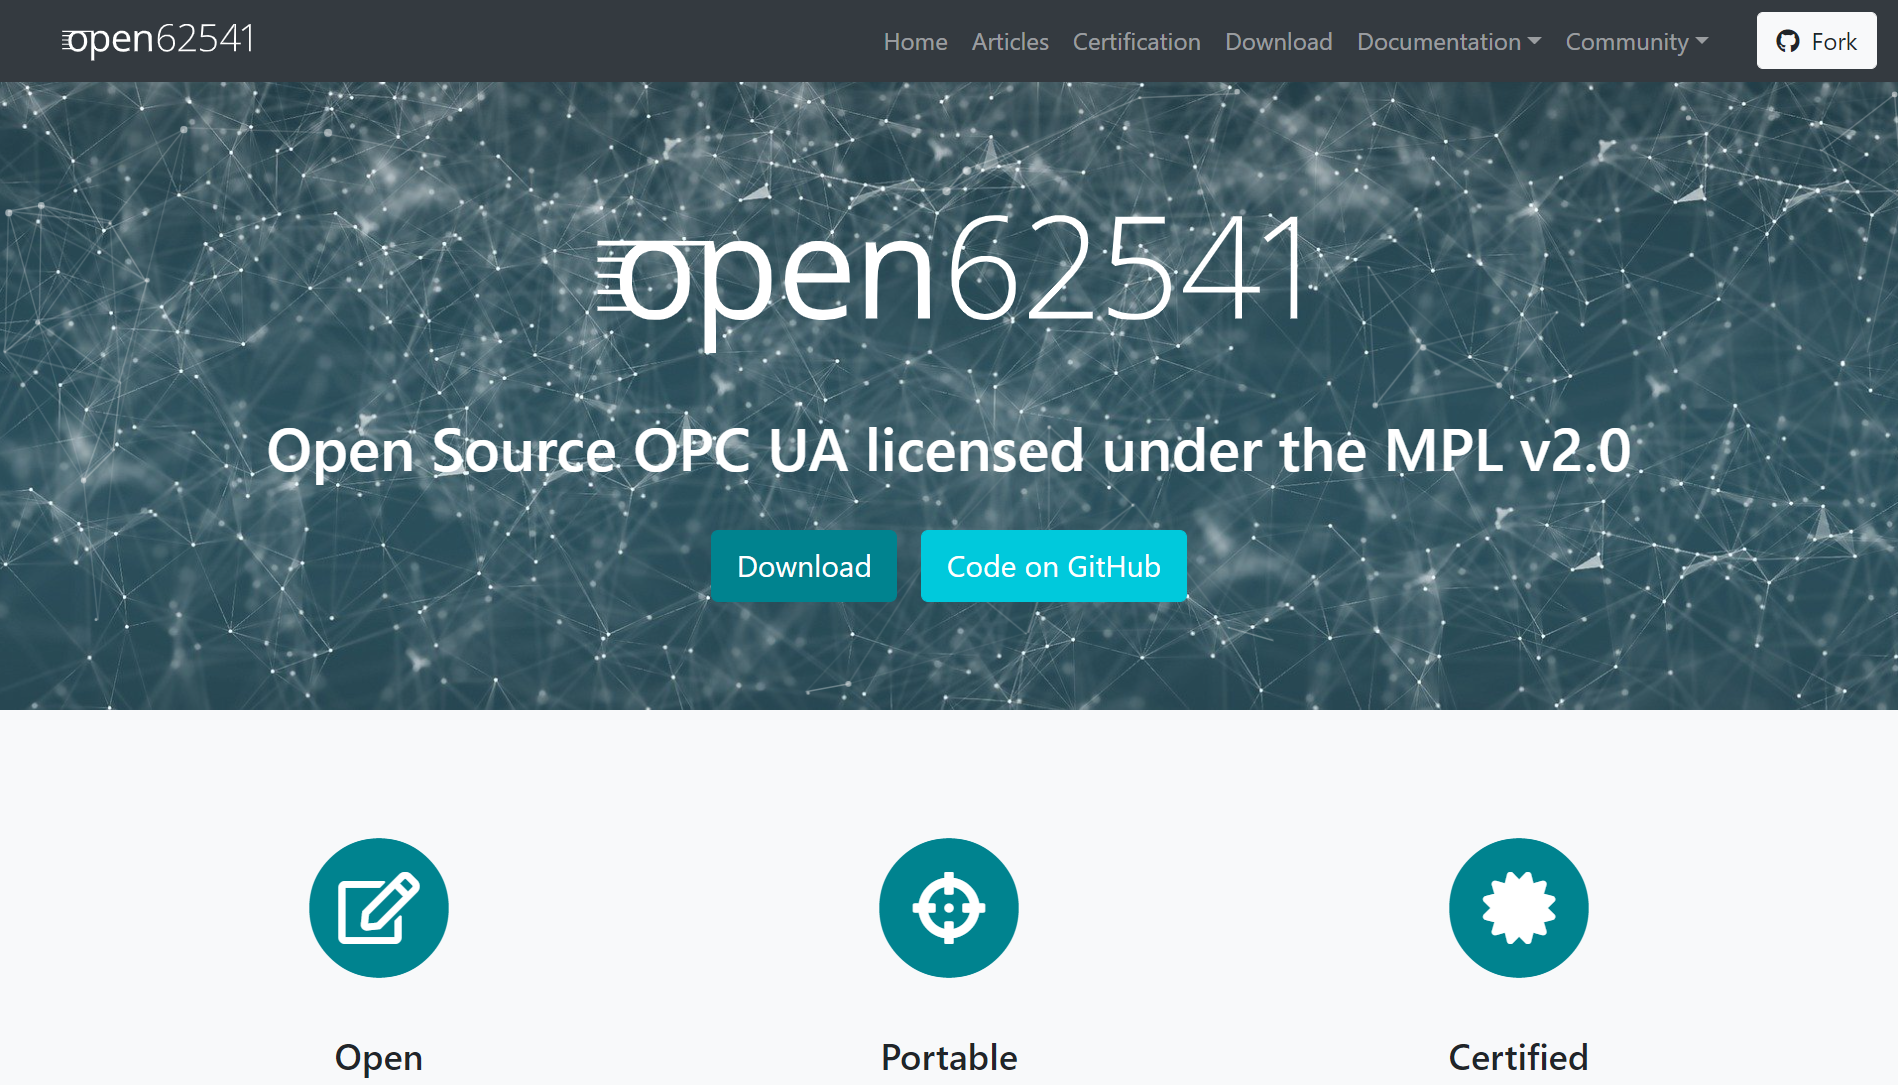 open62541
Home Articles Certification Download Documentation Community Fork
open62541
Open Source OPC UA licensed under the MPL v2.0
Download Code on GitHub
Open Portable Certified